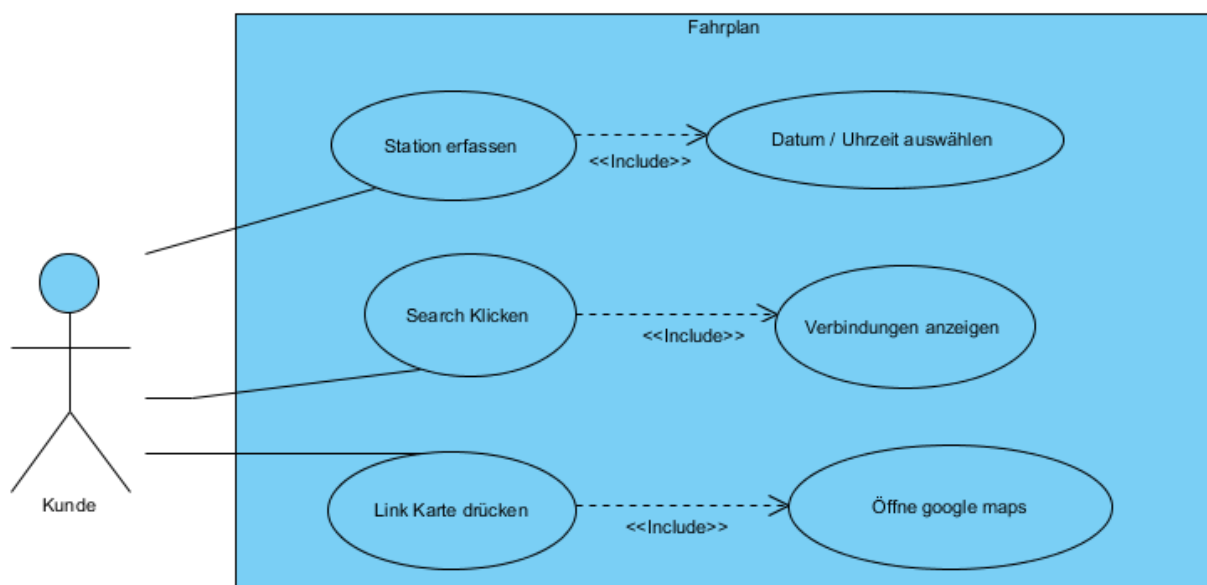 Fahrplan
Station erfassen
<<Include>>
Datum / Uhrzeit auswählen
Search Klicken
<<Include>>
Verbindungen anzeigen
Kunde
Link Karte drücken
<<Include>>
Öffne google maps